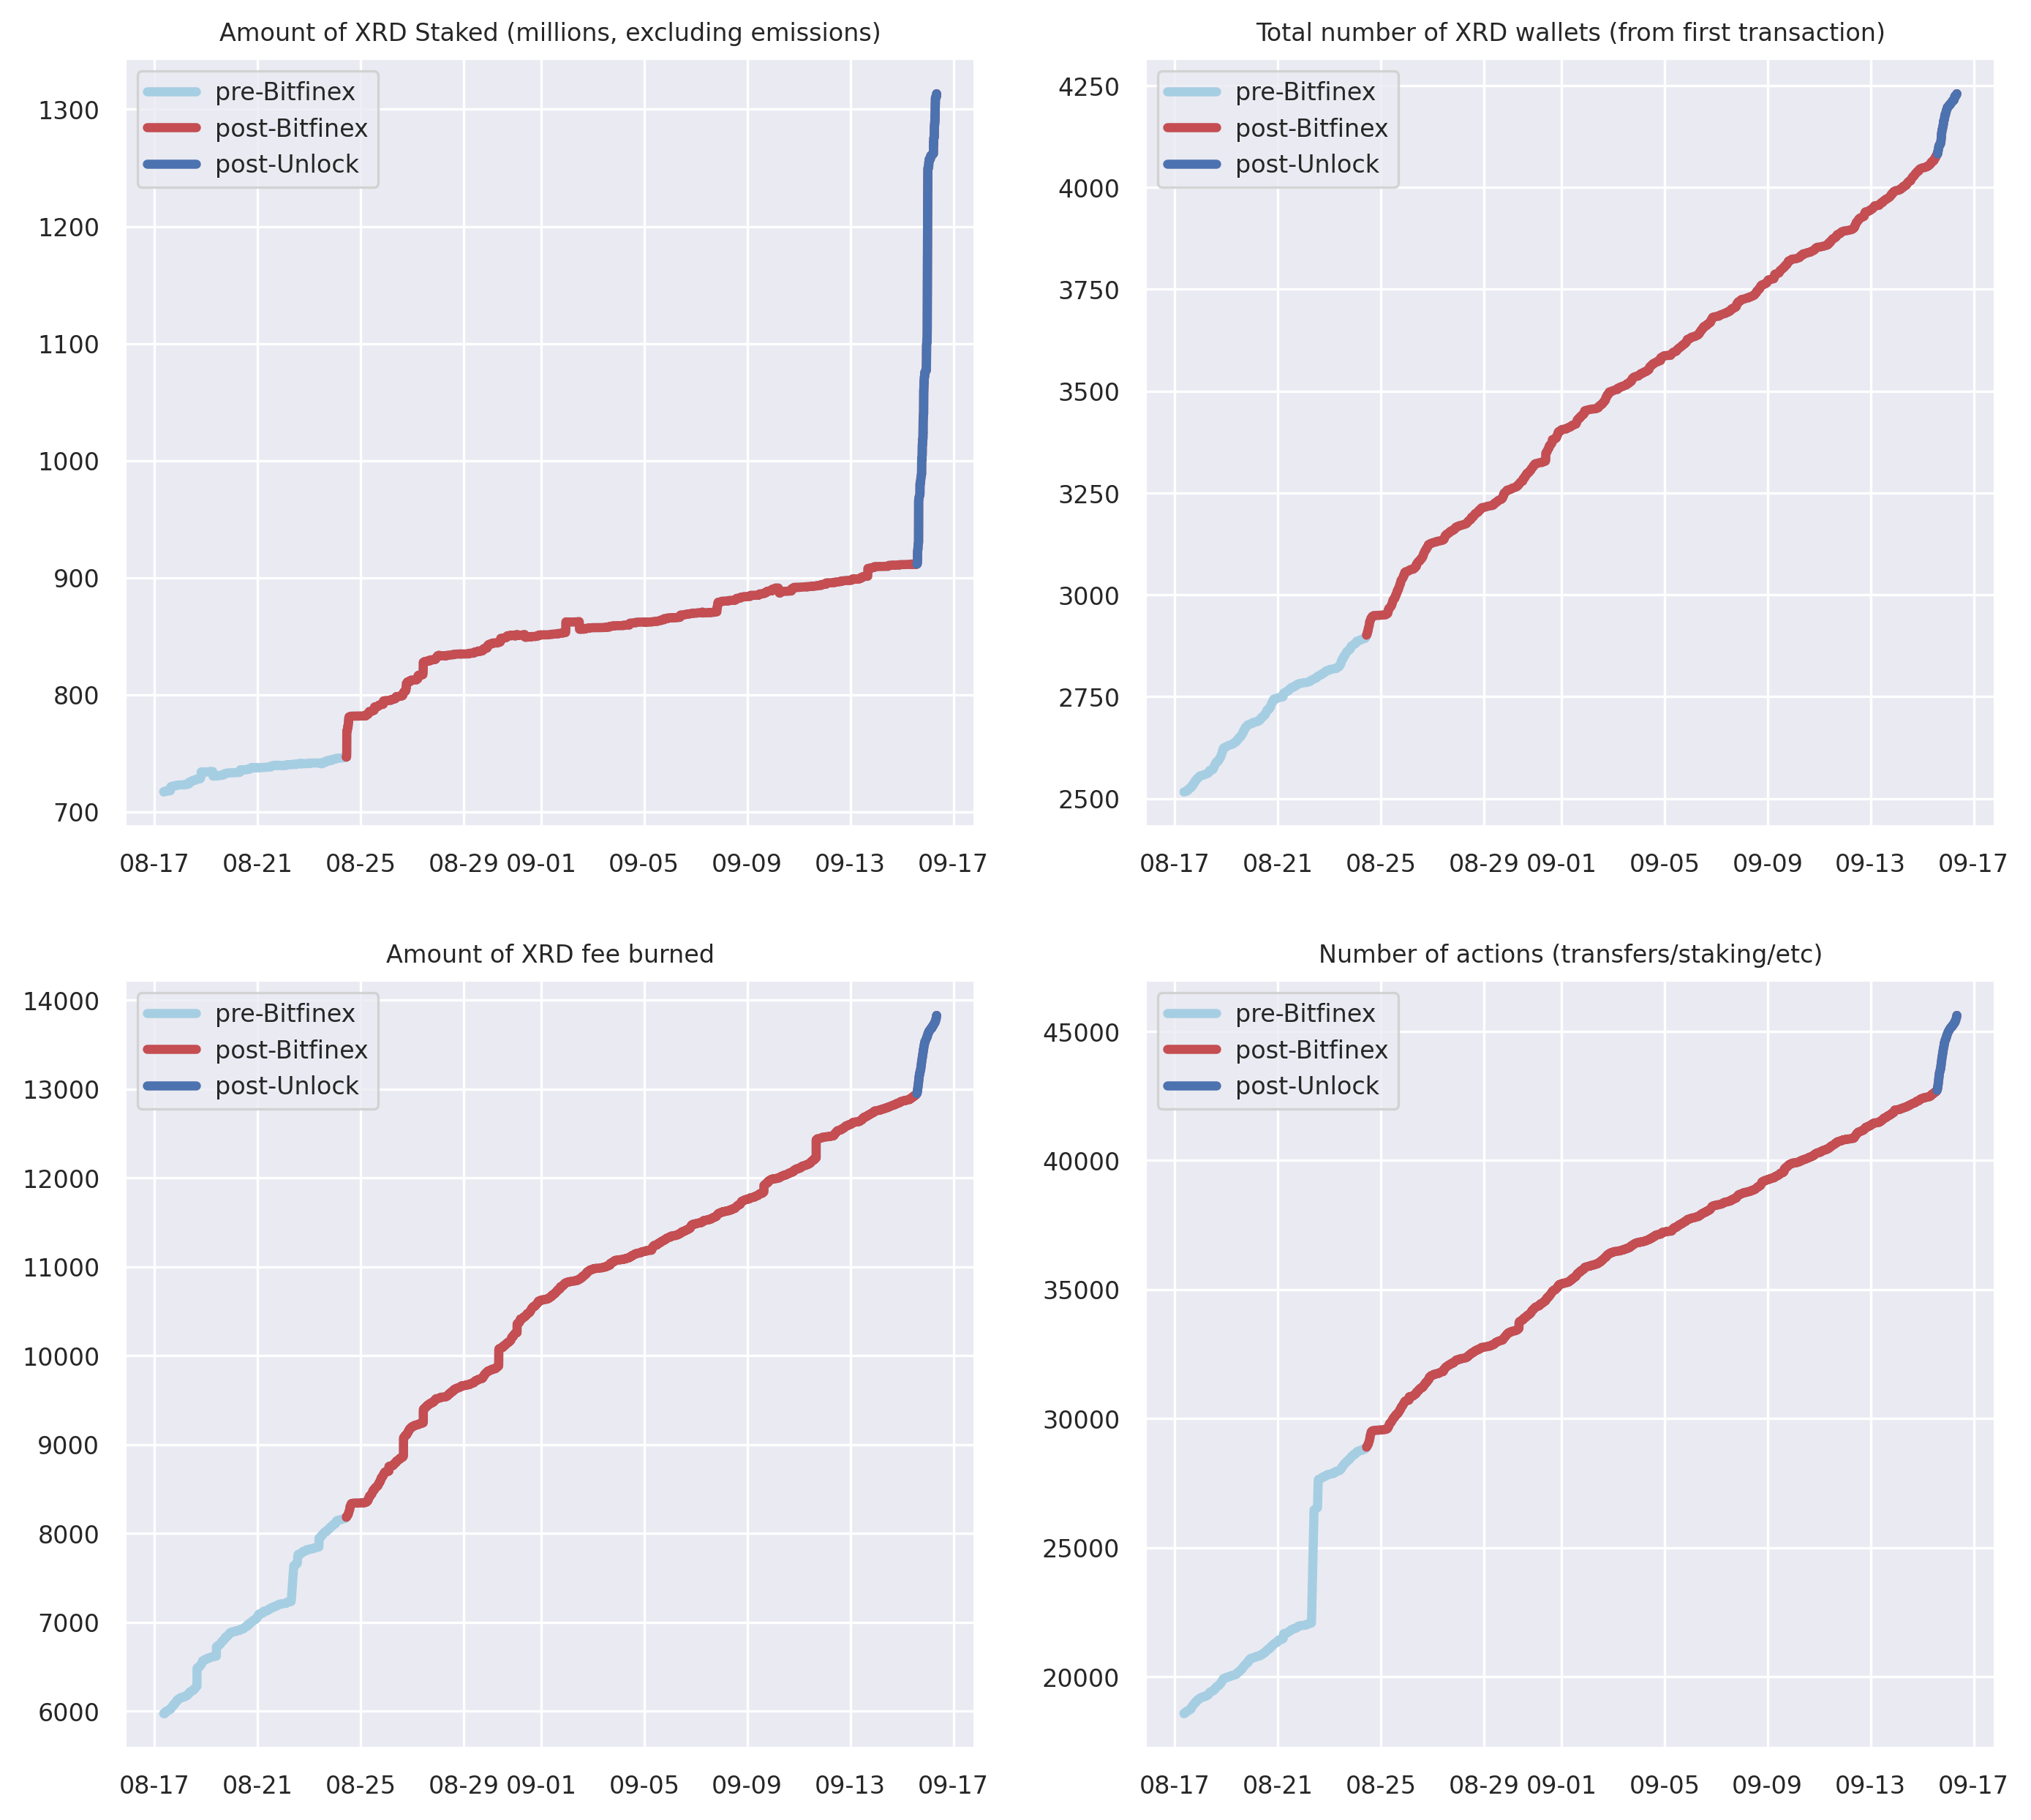 Amount of XRD Staked (millions, excluding emissions)
pre-Bitfinex
post-Bitfinex
post-Unlock
1300
1200
1100
1000
900
800
700
08-17 08-21 08-25 08-29 09-01 09-05 09-09 09-13 09-17
Total number of XRD wallets (from first transaction)
pre-Bitfinex
post-Bitfinex
post-Unlock
4250
4000
3750
3500
3250
3000
2750
2500
08-17 08-21 08-25 08-29 09-01 09-05 09-09 09-13 09-17
Amount of XRD fee burned
pre-Bitfinex
post-Bitfinex
post-Unlock
14000
13000
12000
11000
10000
9000
8000
7000
6000
08-17 08-21 08-25 08-29 09-01 09-05 09-09 09-13 09-17
Number of actions (transfers/staking/etc)
pre-Bitfinex
post-Bitfinex
post-Unlock
45000
40000
35000
30000
25000
20000
08-17 08-21 08-25 08-29 09-01 09-05 09-09 09-13 09-17